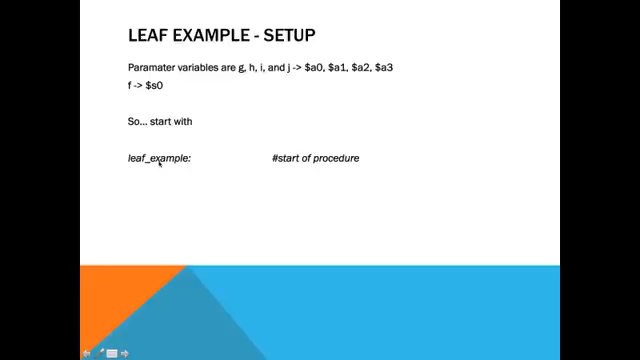 LEAF EXAMPLE - SETUP
Paramater variables are g, h, i, and j -> $a0, $a1, $a2, $a3
f -> $s0
So... start with
leaf_example: #start of procedure